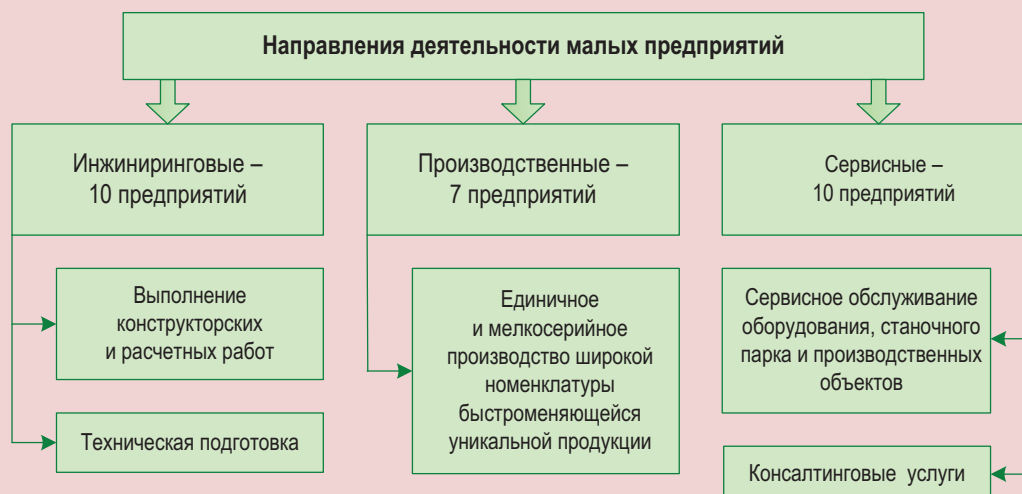 Направления деятельности малых предприятий
Инжиниринговые –
10 предприятий
Выполнение
конструкторских
и расчетных работ
Техническая подготовка
Производственные –
7 предприятий
Единичное
и мелкосерийное
производство широкой
номенклатуры
быстроменяющейся
уникальной продукции
Сервисные –
10 предприятий
Сервисное обслуживание
оборудования, станочного
парка и производственных
объектов
Консалтинговые услуги